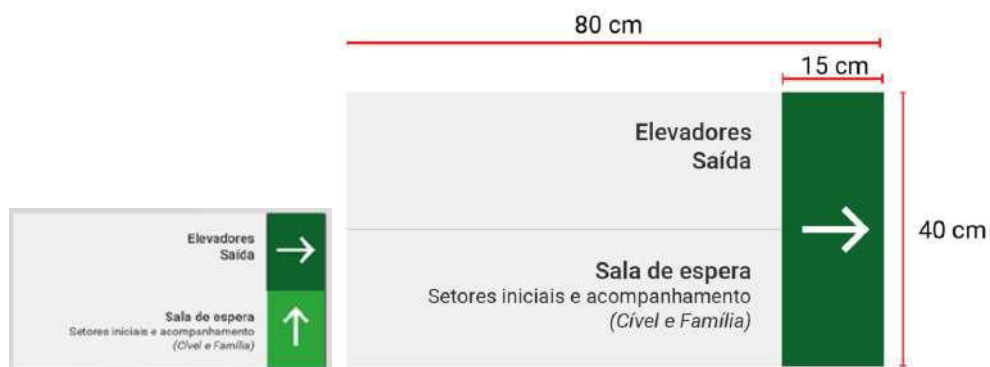 80 cm
15 cm
Elevadores
Saída
Sala de espera
Setores iniciais e acompanhamento
(Cível e Família)
40 cm
Elevadores
Saída
Sala de espera
Setores iniciais e acompanhamento
(Cível e Família)